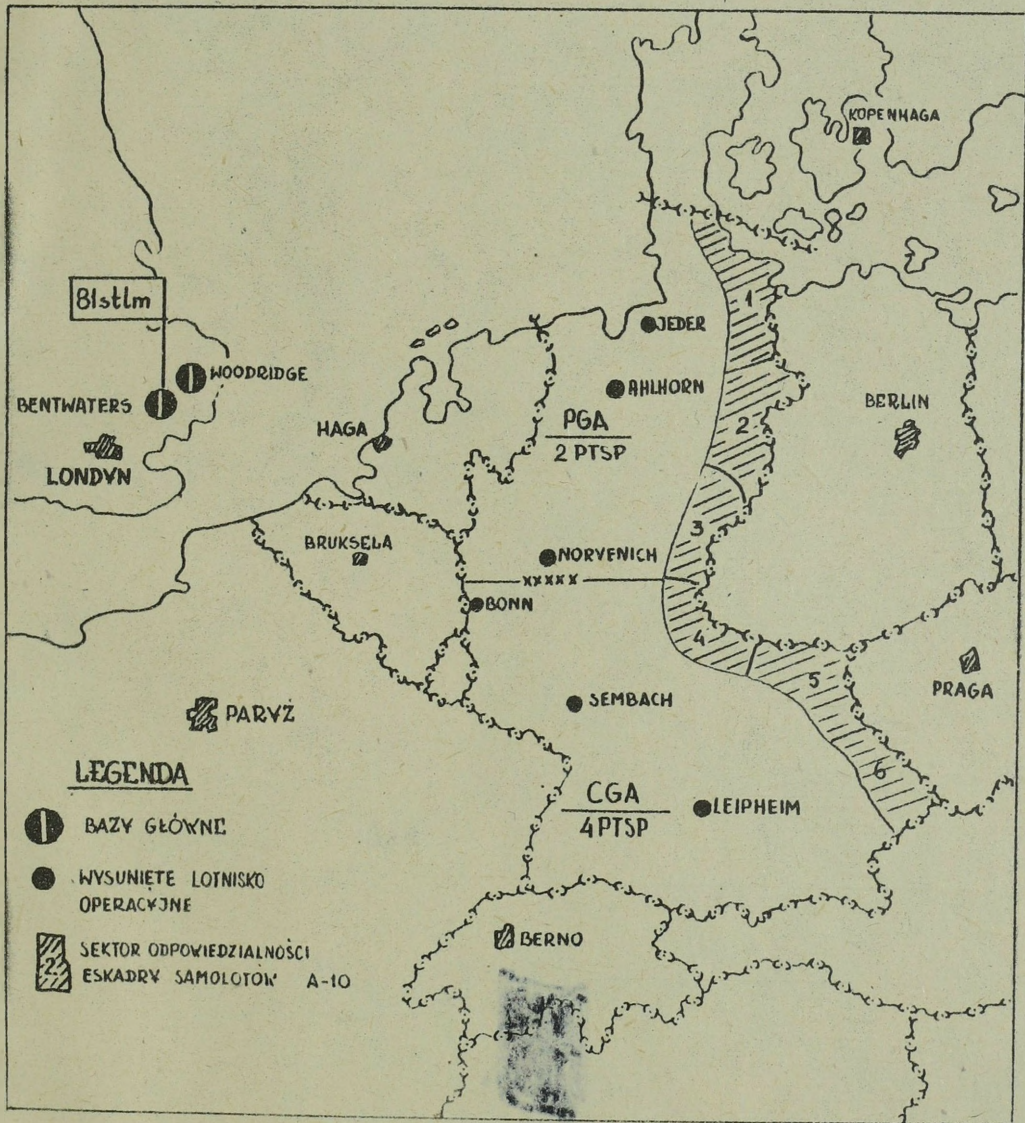 KOPENHAGA
81stlm
1
JEDER
WOODRIDGE
AHLHORN
BENTWATERS
BERLIN
PGA
HAGA
2
2 PTSP
LONDYN
3
BRUKSELA
NORVENICH
xxxxx
BONN
4
5
PRAGA
SEMBACH
PARYŻ
6
LEGENDA
CGA
LEIPHEIM
4PTSP
BAZY GŁÓWNE
WYSUNIĘTE LOTNISKO
OPERACYJNE
BERNO
2
SEKTOR ODPOWIEDZIALNOŚCI
ESKADRY SAMOLOTÓW A-10